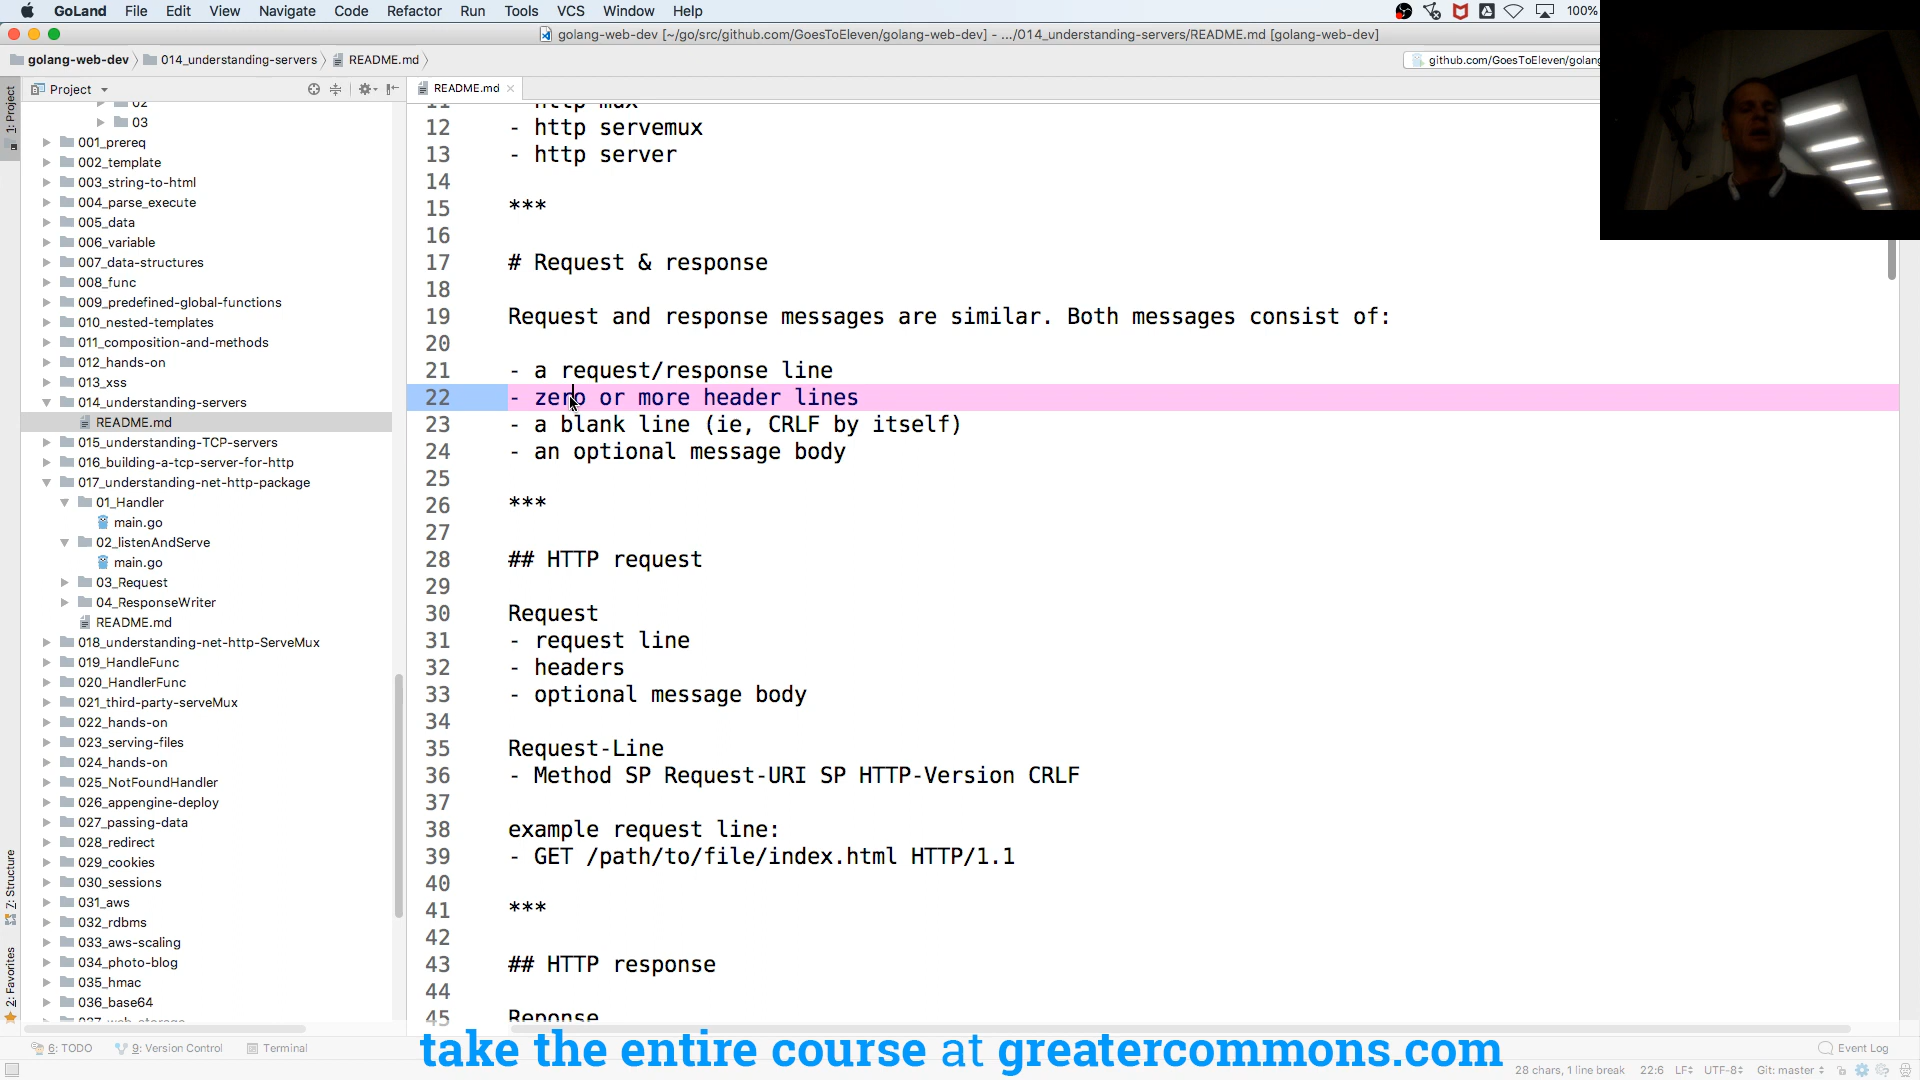 GoLand File Edit View Navigate Code Refactor Run Tools VCS Window Help
100%
golang-web-dev [~/go/src/github.com/GoesToEleven/golang-web-dev] - .../014_understanding-servers/README.md [golang-web-dev]
golang-web-dev 014_understanding-servers README.md
github.com/GoesToEleven/golang
1: Project
Project
README.md
02
03
001_prereq
002_template
003_string-to-html
004_parse_execute
005_data
006_variable
007_data-structures
008_func
009_predefined-global-functions
010_nested-templates
011_composition-and-methods
012_hands-on
013_xss
014_understanding-servers
README.md
015_understanding-TCP-servers
016_building-a-tcp-server-for-http
017_understanding-net-http-package
01_Handler
main.go
02_listenAndServe
main.go
03_Request
04_ResponseWriter
README.md
018_understanding-net-http-ServeMux
019_HandleFunc
020_HandlerFunc
021_third-party-serveMux
022_hands-on
023_serving-files
024_hands-on
025_NotFoundHandler
026_appengine-deploy
027_passing-data
028_redirect
029_cookies
030_sessions
031_aws
032_rdbms
033_aws-scaling
034_photo-blog
035_hmac
036_base64
037_web-storage
7: Structure
2: Favorites
11 - http mux
12 - http servemux
13 - http server
14
15 ***
16
17 # Request & response
18
19 Request and response messages are similar. Both messages consist of:
20
21 - a request/response line
22 - zero or more header lines
23 - a blank line (ie, CRLF by itself)
24 - an optional message body
25
26 ***
27
28 ## HTTP request
29
30 Request
31 - request line
32 - headers
33 - optional message body
34
35 Request-Line
36 - Method SP Request-URI SP HTTP-Version CRLF
37
38 example request line:
39 - GET /path/to/file/index.html HTTP/1.1
40
41 ***
42
43 ## HTTP response
44
45 Reponse
take the entire course at greatercommons.com
6: TODO 9: Version Control Terminal
Event Log
28 chars, 1 line break 22:6 LF UTF-8 Git: master